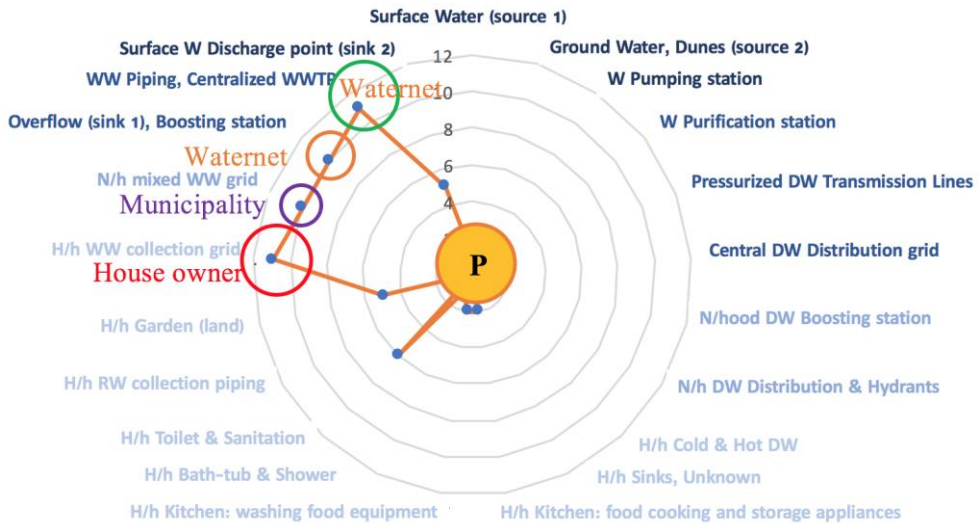 Surface Water (source 1)
Surface W Discharge point (sink 2)
Ground Water, Dunes (source 2)
WW Piping, Centralized WWTP
W Pumping station
Waternet
Overflow (sink 1), Boosting station
W Purification station
Waternet
N/h mixed WW grid
Pressurized DW Transmission Lines
Municipality
H/h WW collection grid
Central DW Distribution grid
House owner
H/h Garden (land)
N/hood DW Boosting station
H/h RW collection piping
N/h DW Distribution & Hydrants
H/h Toilet & Sanitation
H/h Cold & Hot DW
H/h Bath-tub & Shower
H/h Sinks, Unknown
H/h Kitchen: washing food equipment
H/h Kitchen: food cooking and storage appliances
12
10
8
6
4
P